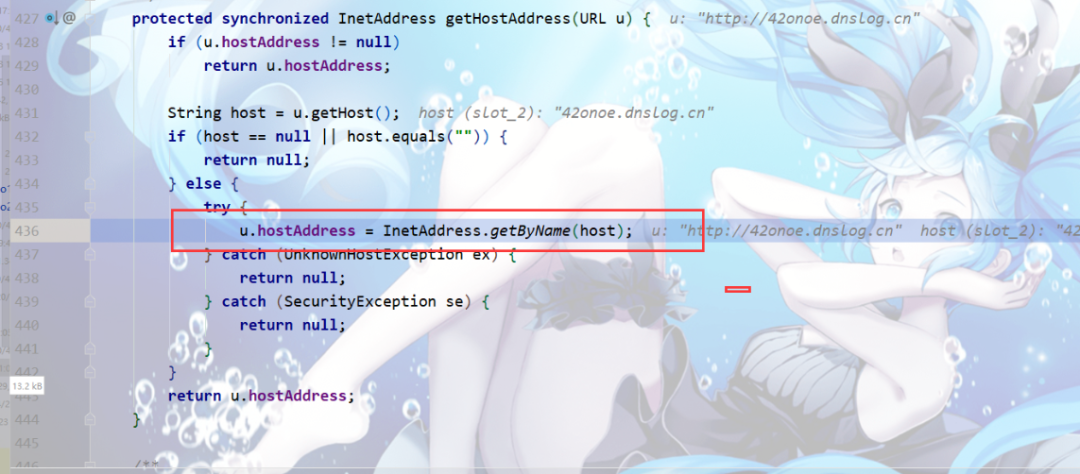 427 protected synchronized InetAddress getHostAddress(URL u) { u: "http://42onoe.dnslog.cn"
428 if (u.hostAddress != null)
429 return u.hostAddress;
430
431 String host = u.getHost(); host (slot_2): "42onoe.dnslog.cn"
432 if (host == null || host.equals("")) {
433 return null;
434 } else {
435 try {
436 u.hostAddress = InetAddress.getByName(host); u: "http://42onoe.dnslog.cn" host (slot_2): "42
437 } catch (UnknownHostException ex) {
438 return null;
439 } catch (SecurityException se) {
440 return null;
441 }
442 }
13.2 kB
443 return u.hostAddress;
444 }
445
446 /**